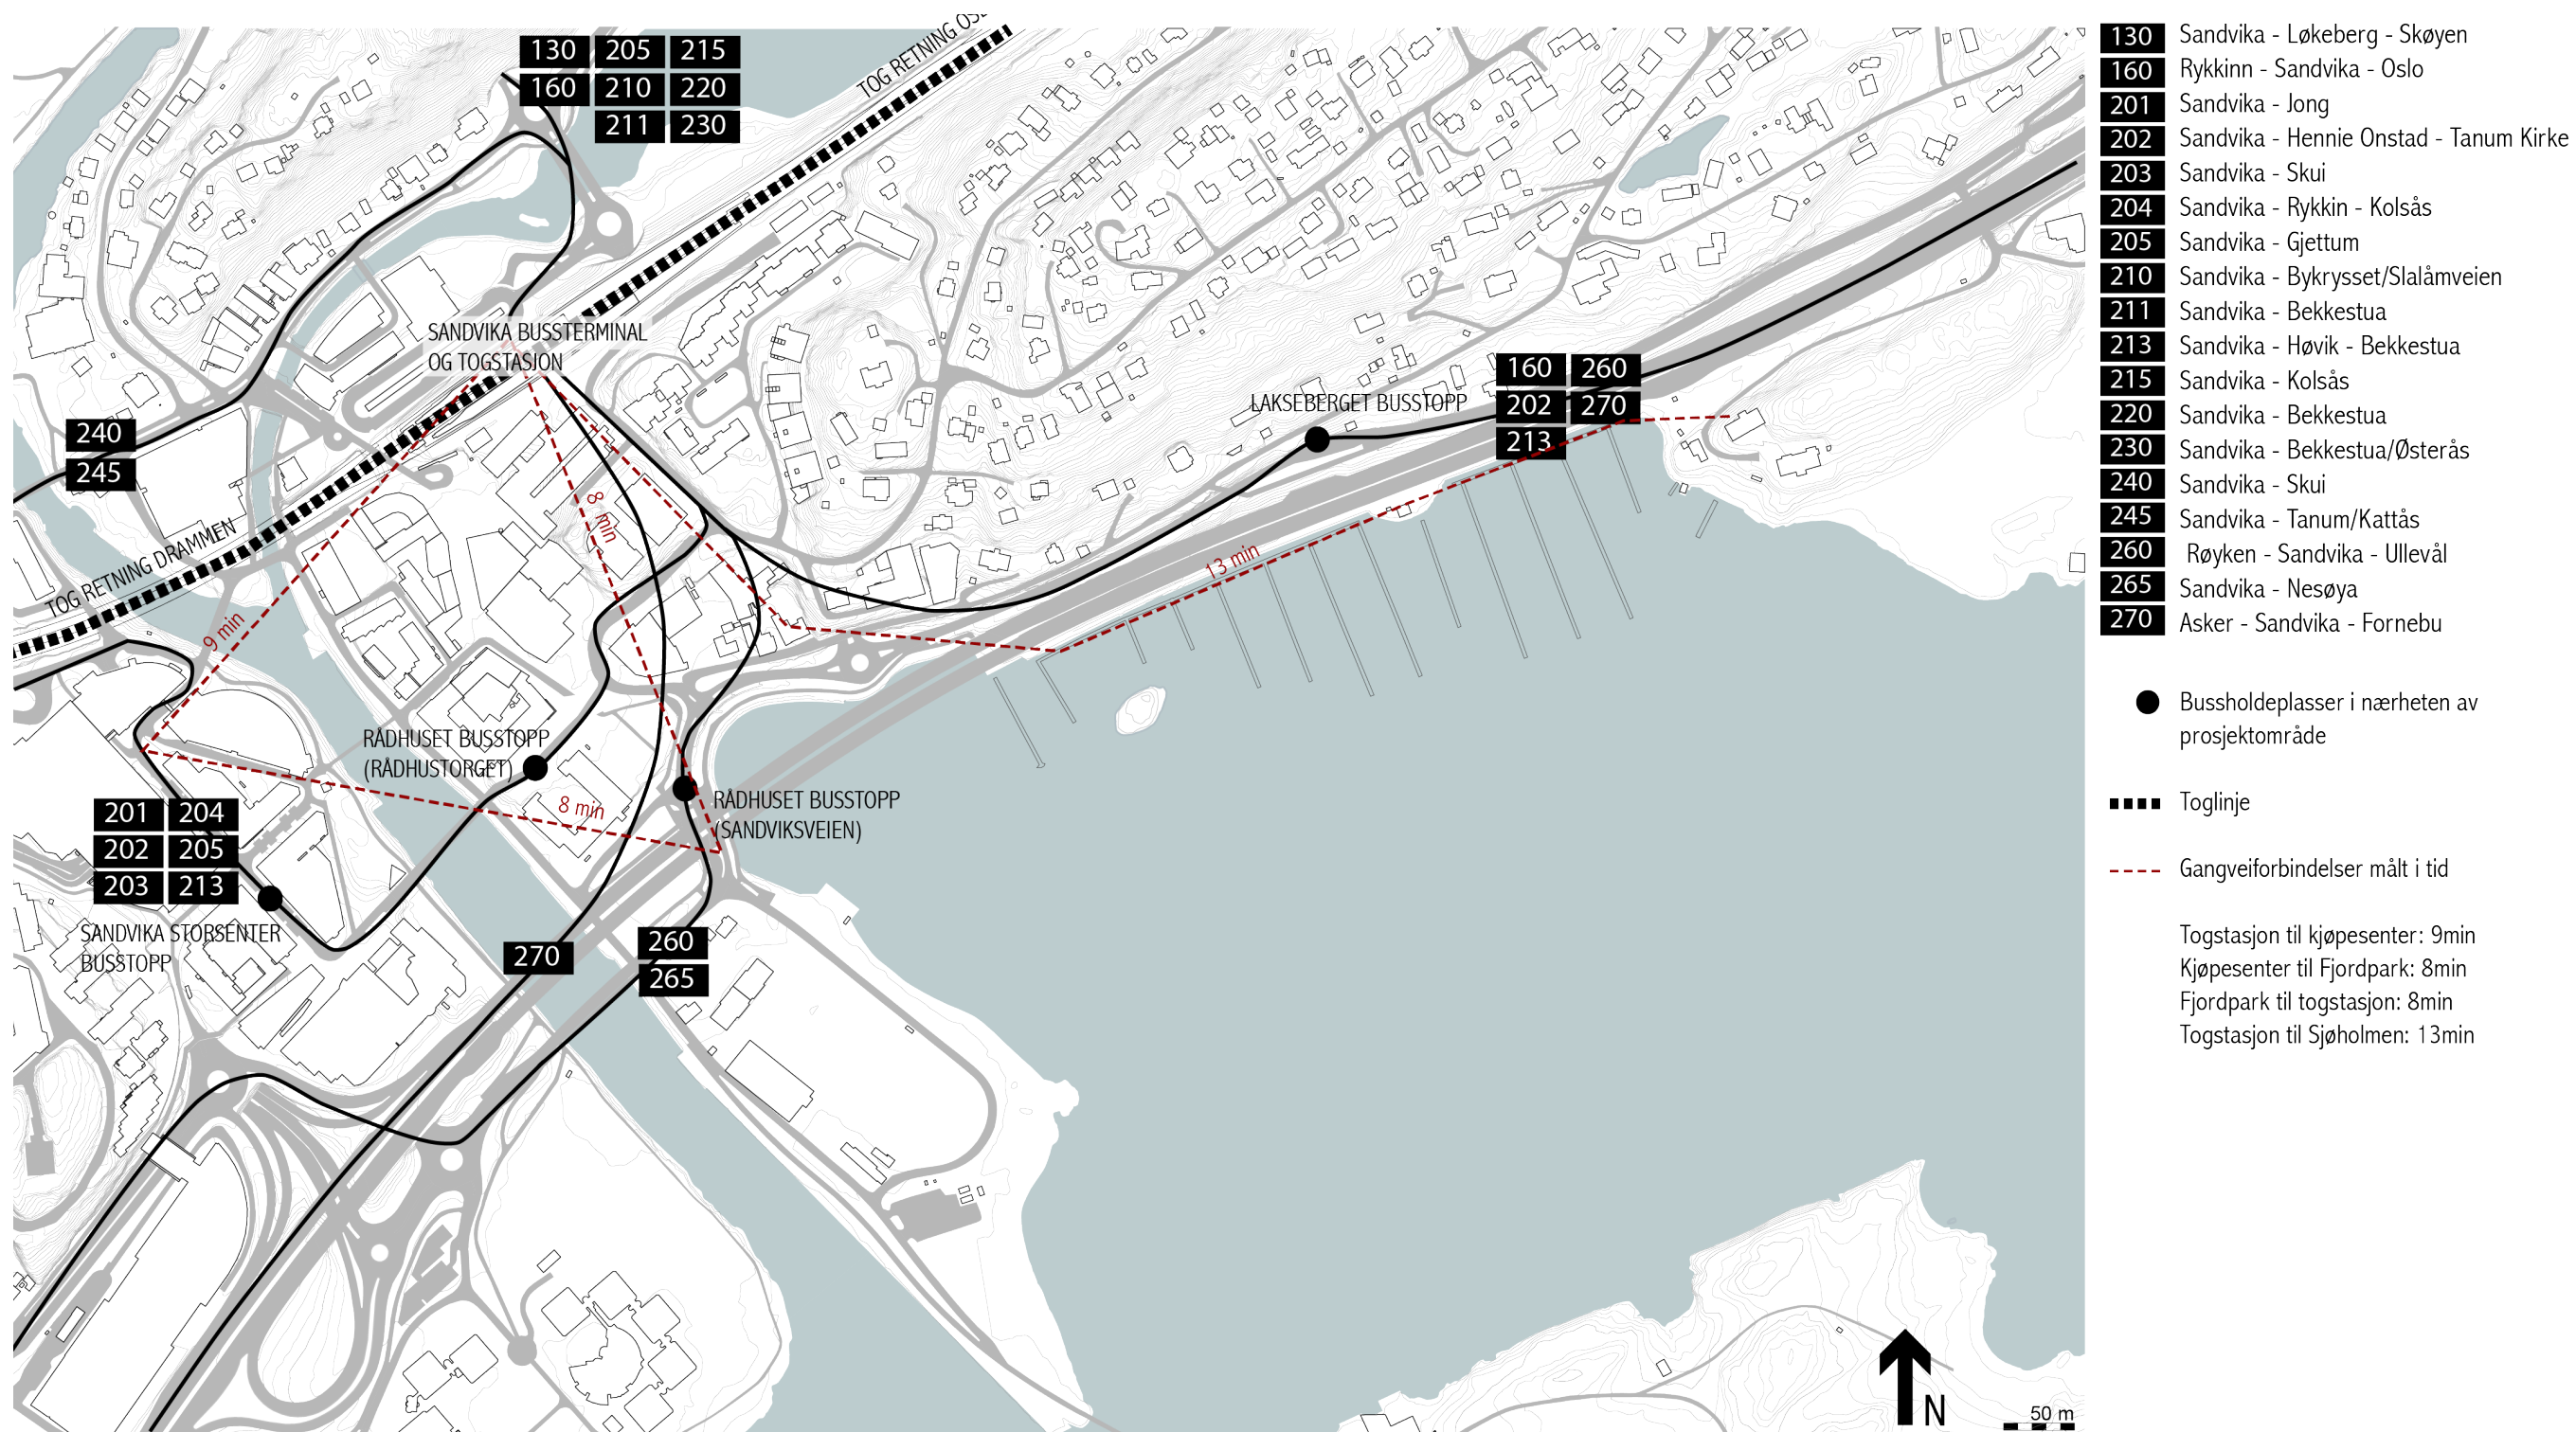 TOG RETNING OSL
130 205 215
160 210 220
211 230
SANDVIKA BUSSTERMINAL
OG TOGSTASJON
240
245
TOG RETNING DRAMMEN
9 min
8 min
LAKSEBERGET BUSSTOPP
160 260
202 270
213
13 min
RÅDHUSET BUSSTOPP
(RÅDHUSTORGET)
8 min
RÅDHUSET BUSSTOPP
(SANDVIKSVEIEN)
201 204
202 205
203 213
SANDVIKA STORSENTER
BUSSTOPP
270
260
265
N
50 m
130 Sandvika - Løkeberg - Skøyen
160 Rykkinn - Sandvika - Oslo
201 Sandvika - Jong
202 Sandvika - Hennie Onstad - Tanum Kirke
203 Sandvika - Skui
204 Sandvika - Rykkin - Kolsås
205 Sandvika - Gjettum
210 Sandvika - Bykrysset/Slalåmveien
211 Sandvika - Bekkestua
213 Sandvika - Høvik - Bekkestua
215 Sandvika - Kolsås
220 Sandvika - Bekkestua
230 Sandvika - Bekkestua/Østerås
240 Sandvika - Skui
245 Sandvika - Tanum/Kattås
260 Røyken - Sandvika - Ullevål
265 Sandvika - Nesøya
270 Asker - Sandvika - Fornebu
Bussholdeplasser i nærheten av
prosjektområde
Toglinje
Gangveiforbindelser målt i tid
Togstasjon til kjøpesenter: 9min
Kjøpesenter til Fjordpark: 8min
Fjordpark til togstasjon: 8min
Togstasjon til Sjøholmen: 13min